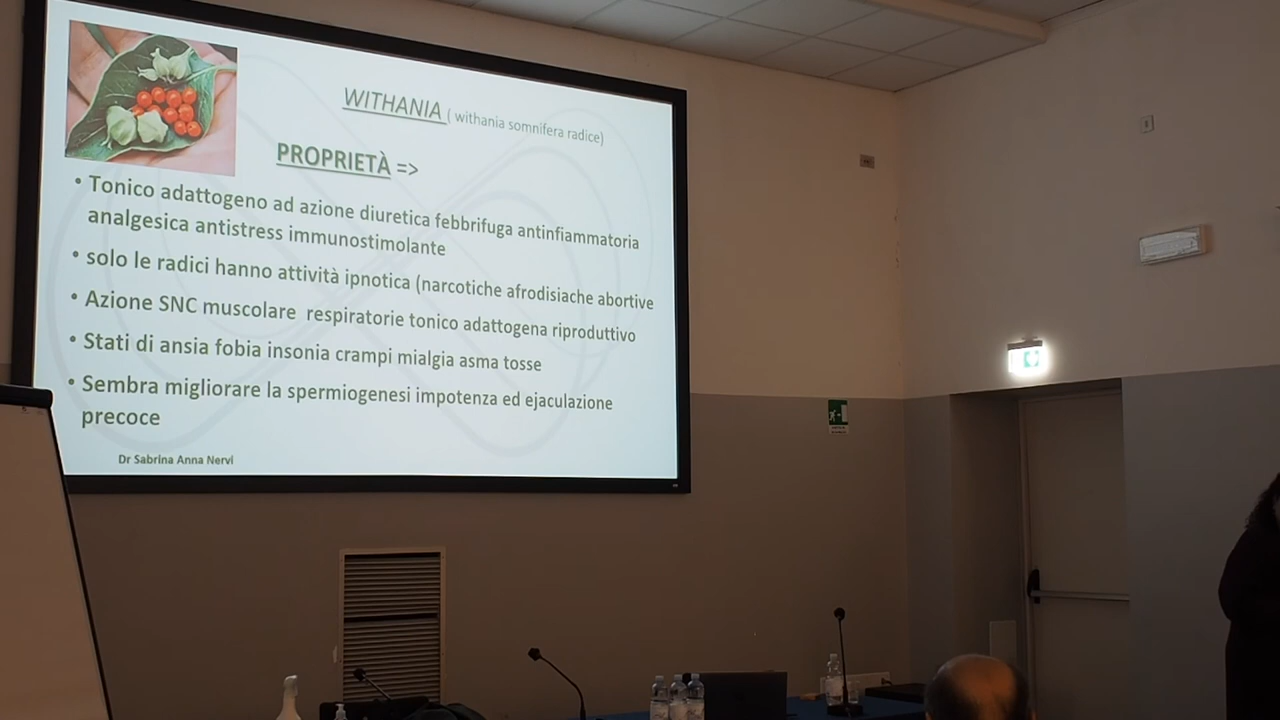 WITHANIA ( withania somnifera radice)
PROPRIETÀ =>
• Tonico adattogeno ad azione diuretica febbrifuga antinfiammatoria
analgesica antistress immunostimolante
• solo le radici hanno attività ipnotica (narcotiche afrodisiache abortive
• Azione SNC muscolare respiratorie tonico adattogena riproduttivo
• Stati di ansia fobia insonia crampi mialgia asma tosse
• Sembra migliorare la spermiogenesi impotenza ed ejaculazione
precoce
Dr Sabrina Anna Nervi